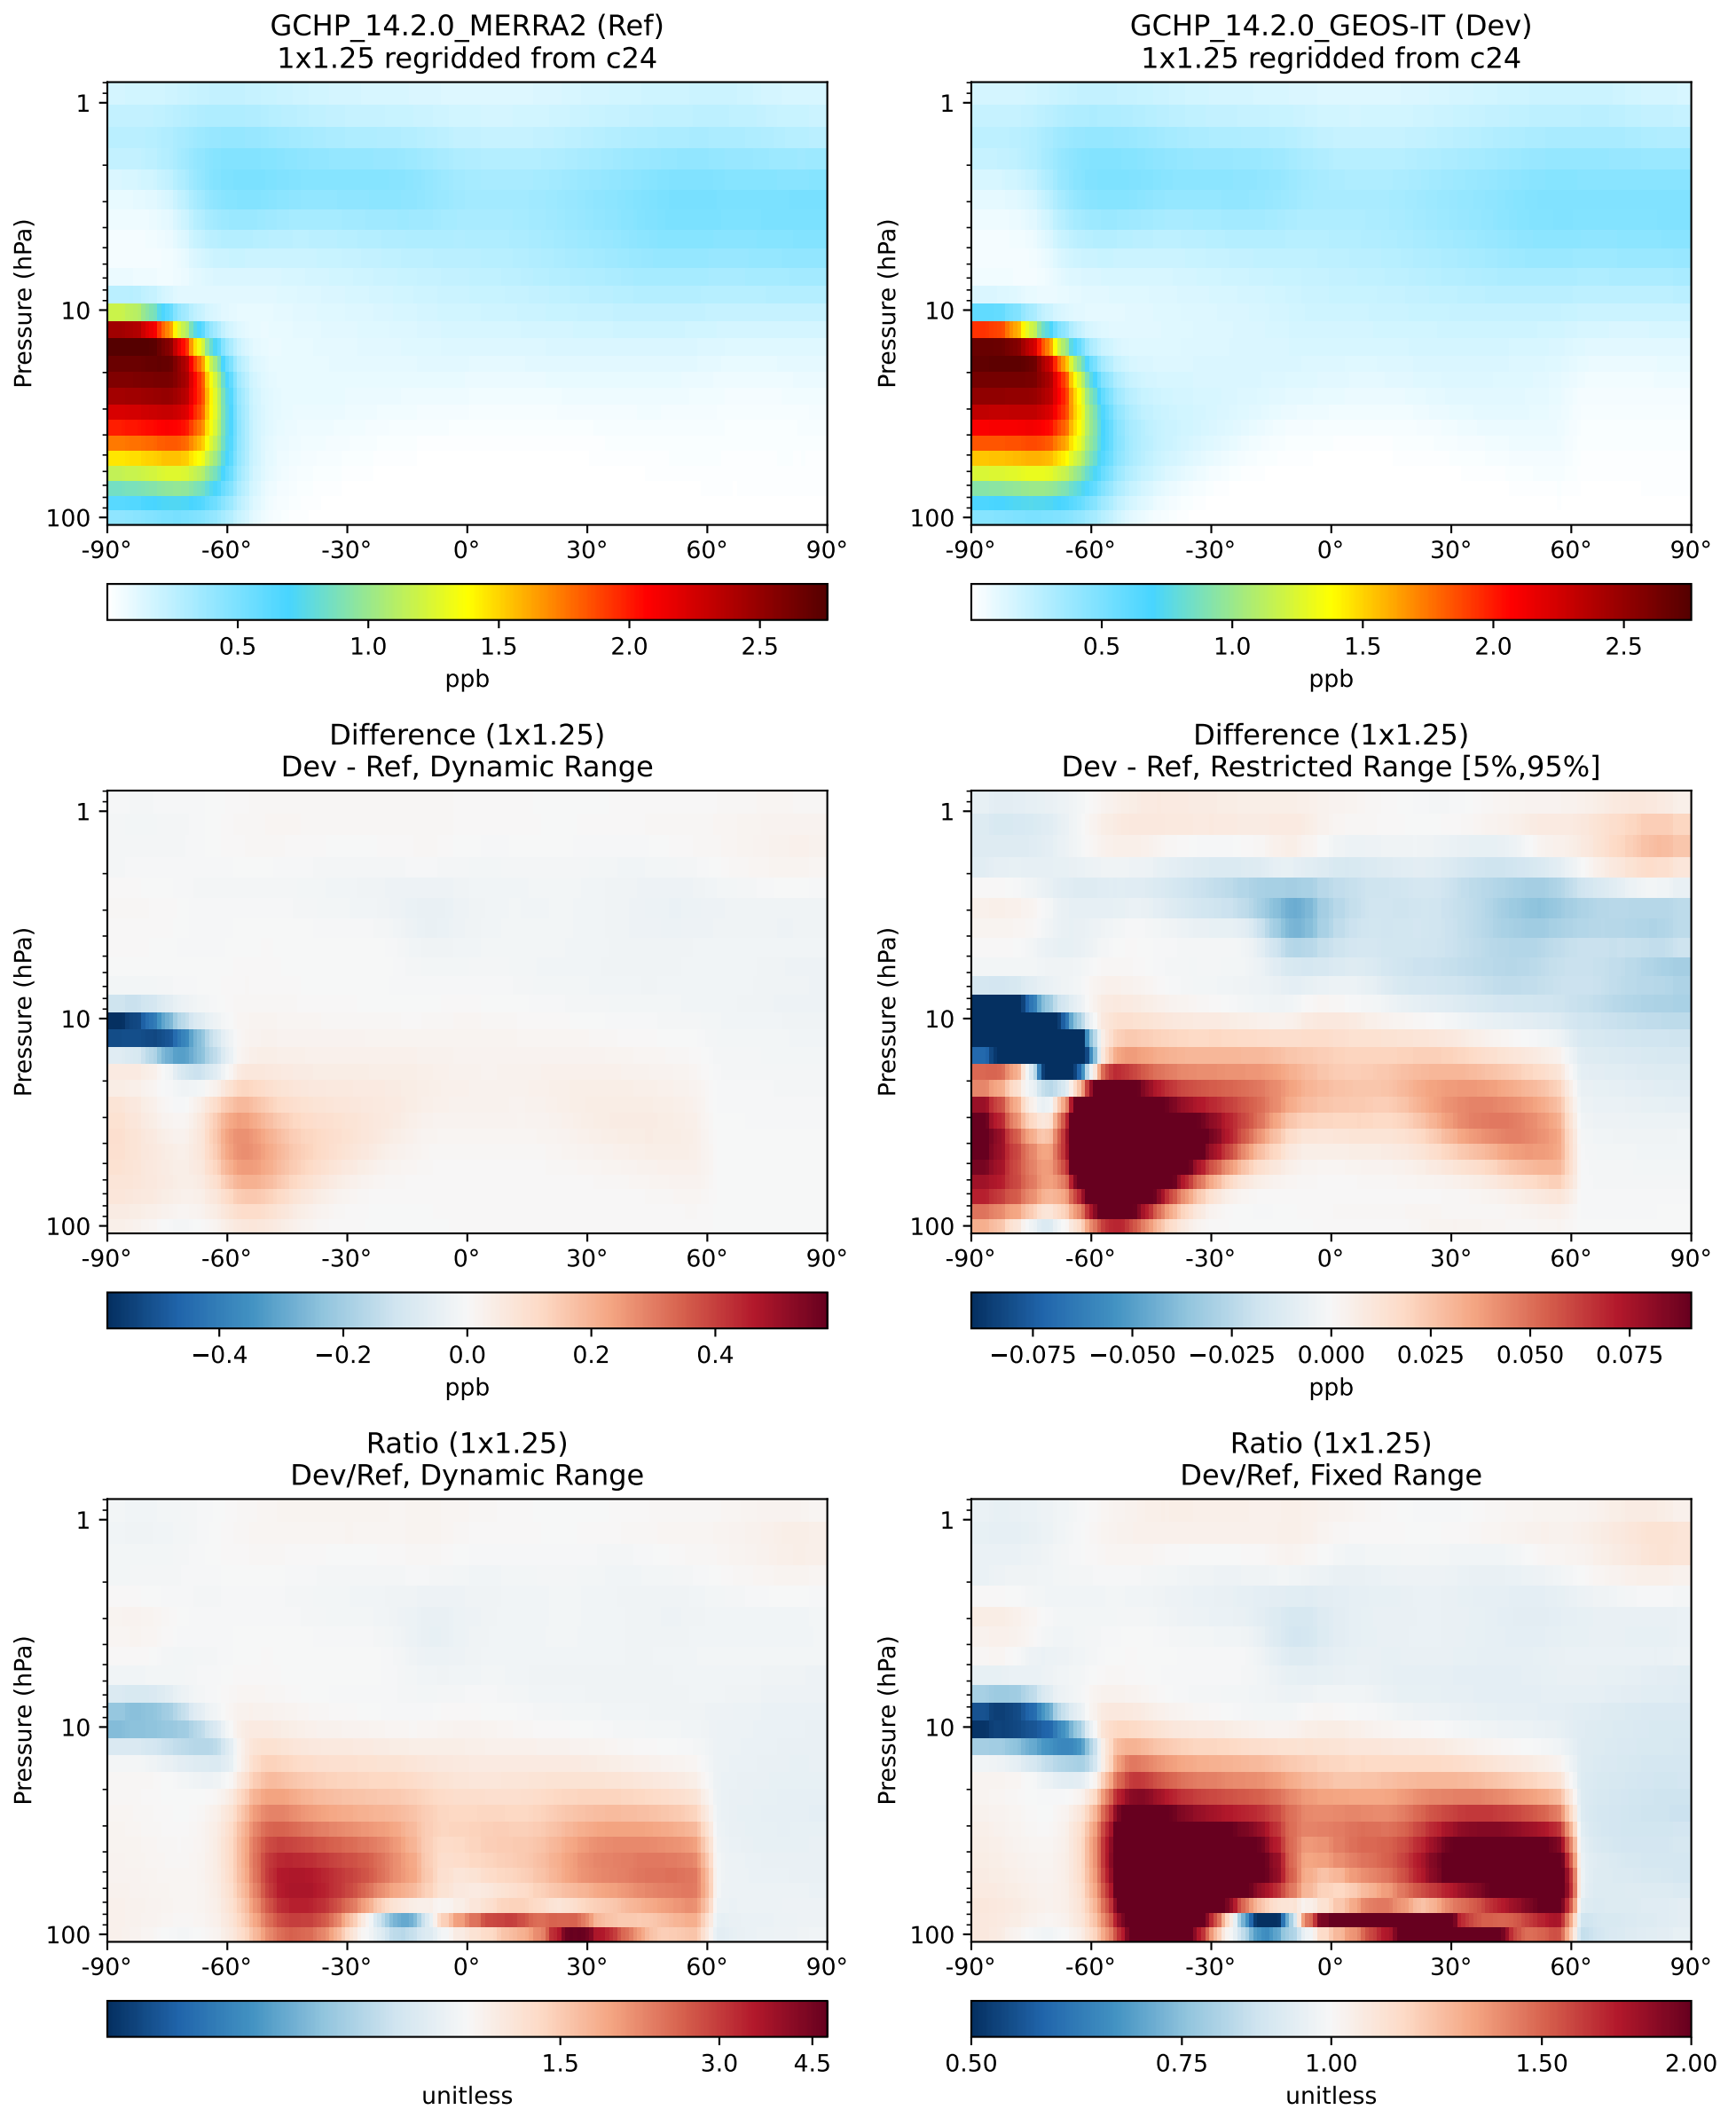 GCHP_14.2.0_MERRA2 (Ref)
1x1.25 regridded from c24
GCHP_14.2.0_GEOS-IT (Dev)
1x1.25 regridded from c24
Pressure (hPa)
1
10
100
-90° -60° -30° 0° 30° 60° 90°
0.5 1.0 1.5 2.0 2.5
ppb
Pressure (hPa)
1
10
100
-90° -60° -30° 0° 30° 60° 90°
0.5 1.0 1.5 2.0 2.5
ppb
Difference (1x1.25)
Dev - Ref, Dynamic Range
Difference (1x1.25)
Dev - Ref, Restricted Range [5%,95%]
Pressure (hPa)
1
10
100
-90° -60° -30° 0° 30° 60° 90°
−0.4 −0.2 0.0 0.2 0.4
ppb
Pressure (hPa)
1
10
100
-90° -60° -30° 0° 30° 60° 90°
−0.075 −0.050 −0.025 0.000 0.025 0.050 0.075
ppb
Ratio (1x1.25)
Dev/Ref, Dynamic Range
Ratio (1x1.25)
Dev/Ref, Fixed Range
Pressure (hPa)
1
10
100
-90° -60° -30° 0° 30° 60° 90°
1.5 3.0 4.5
unitless
Pressure (hPa)
1
10
100
-90° -60° -30° 0° 30° 60° 90°
0.50 0.75 1.00 1.50 2.00
unitless